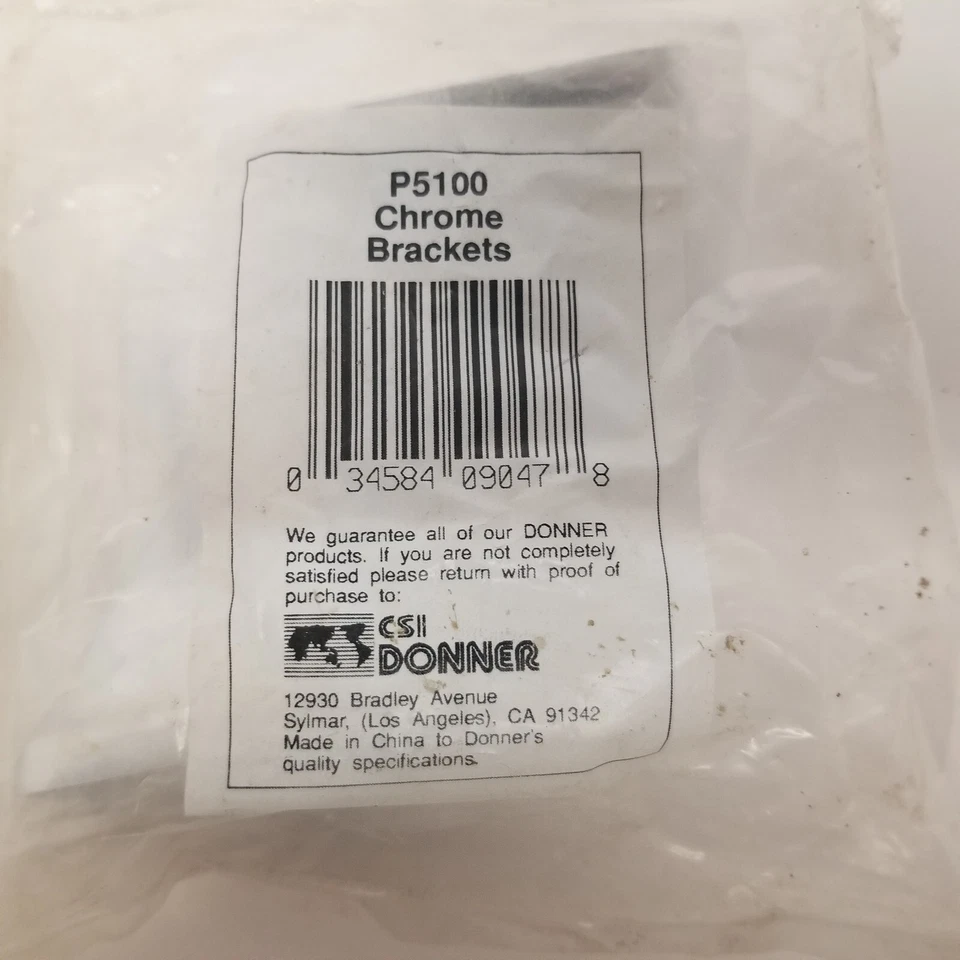 P5100
Chrome
Brackets
0 34584 09047 8
We guarantee all of our DONNER
products. If you are not completely
satisfied please return with proof of
purchase to:
CSI
DONNER
12930 Bradley Avenue
Sylmar, (Los Angeles), CA 91342
Made in China to Donner's
quality specifications.